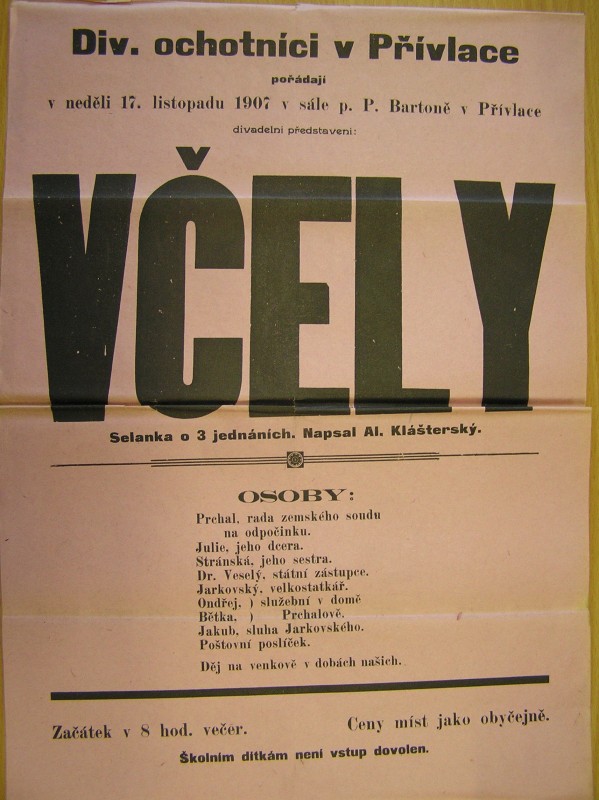 Div. ochotníci v Přívlace
pořádají
v neděli 17. listopadu 1907 v sále p. P. Bartoně v Přívlace
divadelní představení:
VČELY
Selanka o 3 jednáních. Napsal Al. Klášterský.
OSOBY:
Prchal, rada zemského soudu
na odpočinku.
Julie, jeho dcera.
Stránská, jeho sestra.
Dr. Veselý, státní zástupce.
Jarkovský, velkostatkář.
Ondřej, ) služební v domě
Bětka, ) Prchalově.
Jakub, sluha Jarkovského.
Poštovní poslíček.
Děj na venkově v dobách našich.
Začátek v 8 hod. večer. Ceny míst jako obyčejně.
Školním dítkám není vstup dovolen.